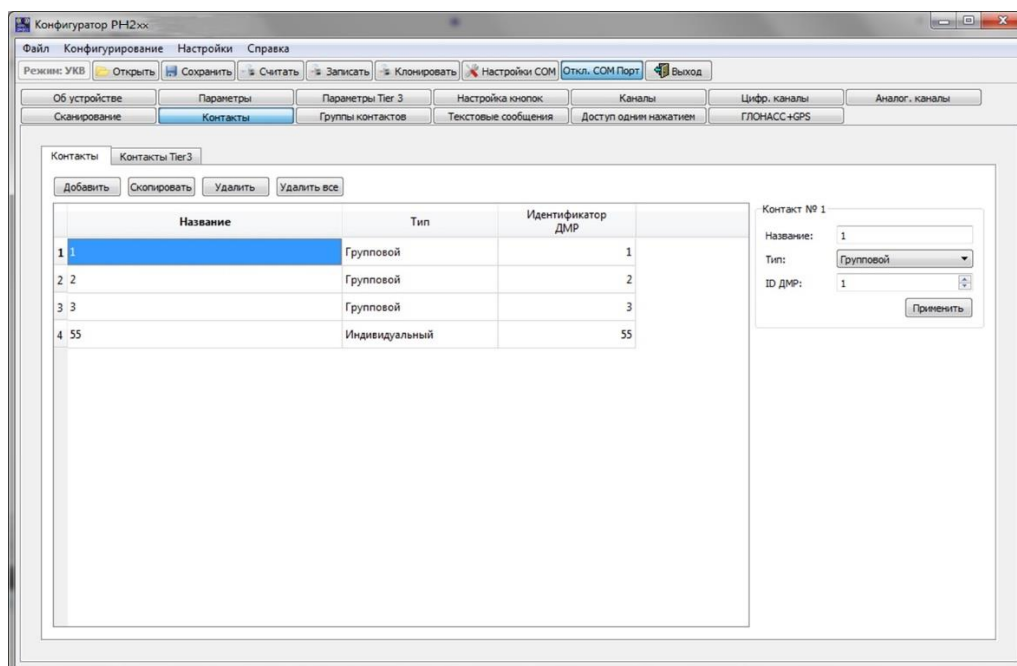 Конфигуратор РН2хх
Файл Конфигурирование Настройки Справка
Режим: УКВ Открыть Сохранить Считать Записать Клонировать Настройки COM Откл. COM Порт Выход
Об устройстве Параметры Параметры Tier 3 Настройка кнопок Каналы Цифр. каналы Аналог. каналы
Сканирование Контакты Группы контактов Текстовые сообщения Доступ одним нажатием ГЛОНАСС+GPS
Контакты Контакты Tier3
Добавить Скопировать Удалить Удалить все
Название Тип Идентификатор ДМР
1 1 Групповой 1
2 2 Групповой 2
3 3 Групповой 3
4 55 Индивидуальный 55
Контакт № 1
Название: 1
Тип: Групповой
ID ДМР: 1
Применить